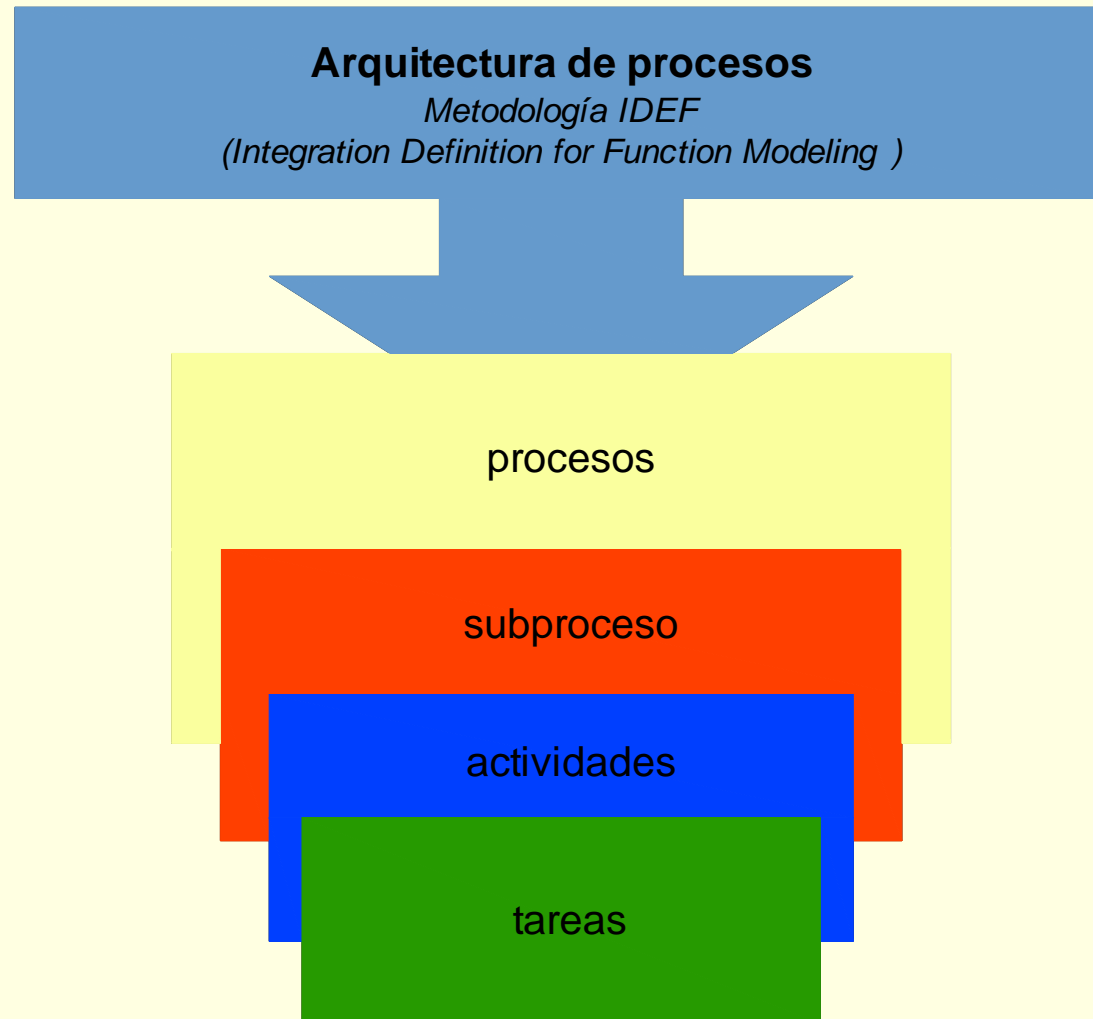 Arquitectura de procesos
Metodología IDEF
(Integration Definition for Function Modeling )
procesos
subproceso
actividades
tareas